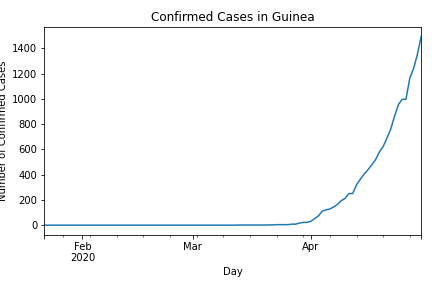 Confirmed Cases in Guinea
Number of Confirmed Cases
1400
1200
1000
800
600
400
200
0
Feb
2020
Mar
Apr
Day